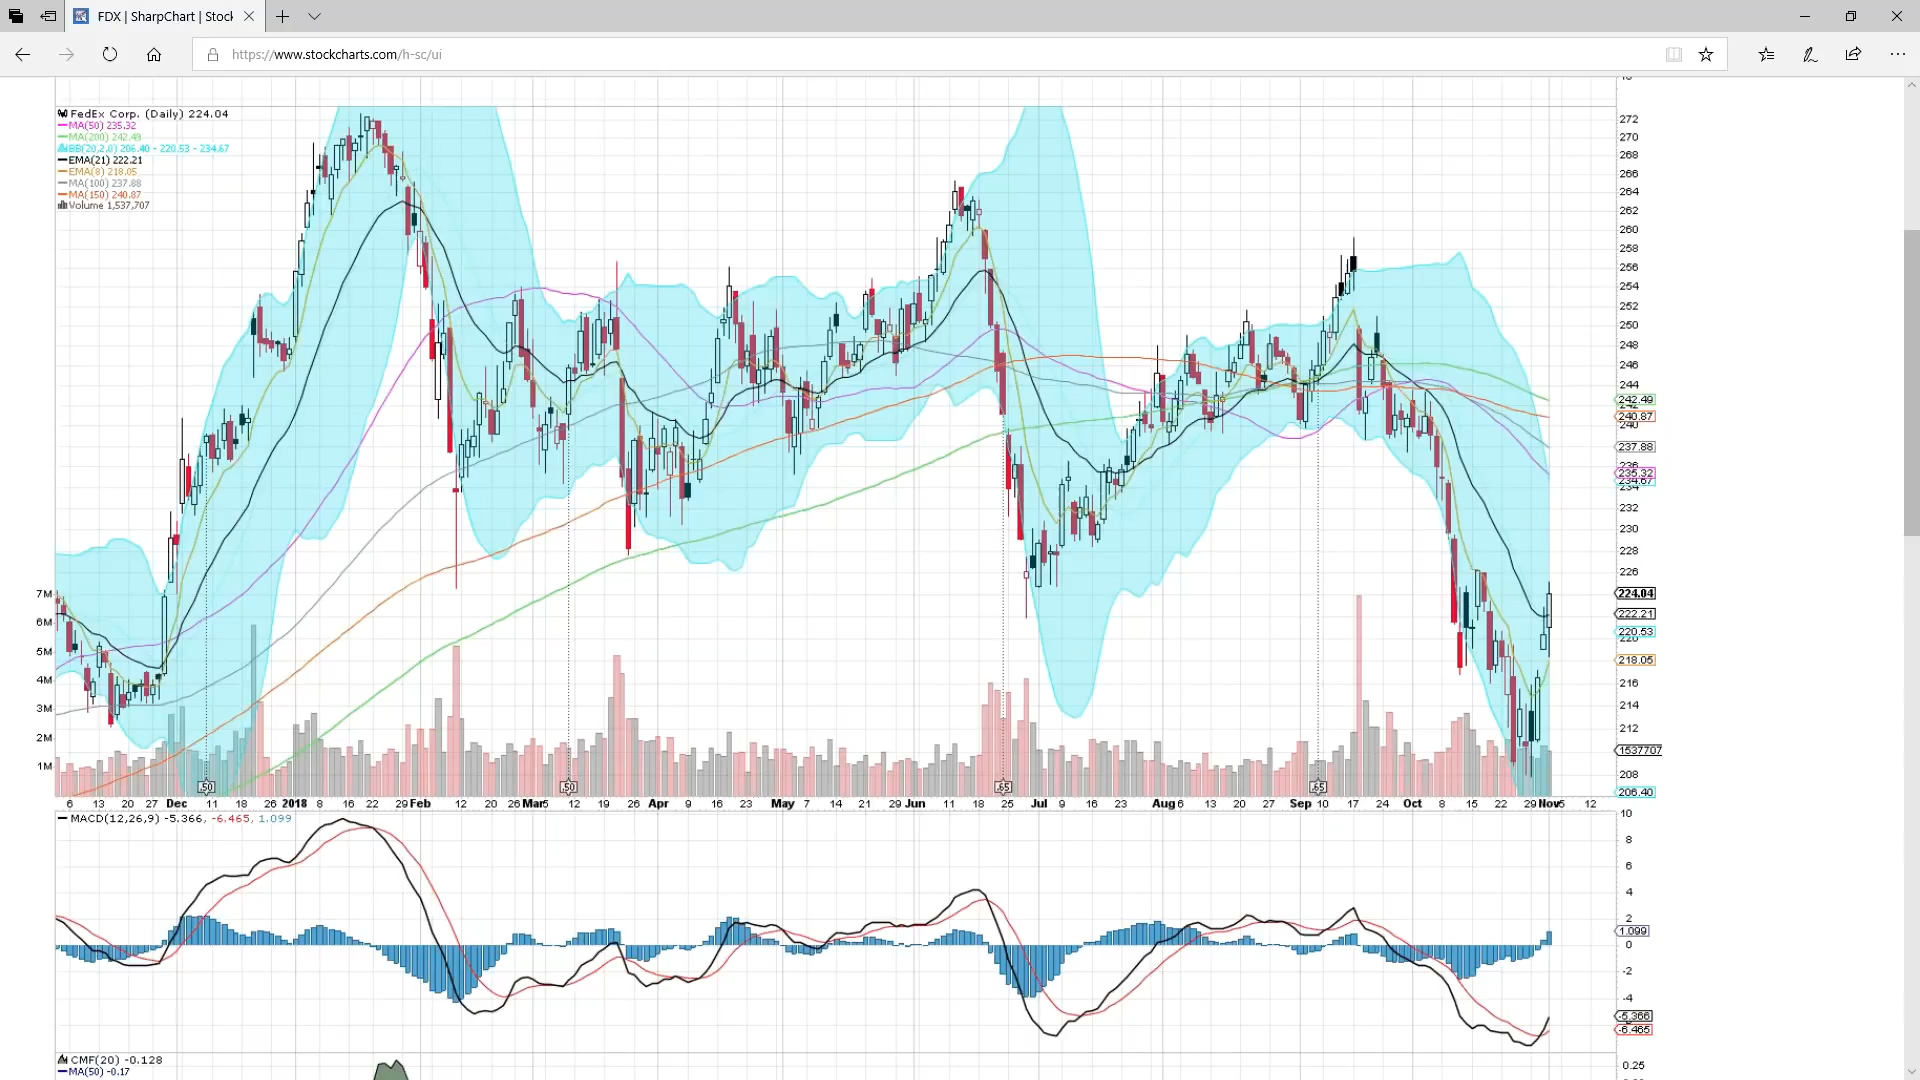 FDX | SharpChart | Stock
https://www.stockcharts.com/h-sc/ui
FedEx Corp. (Daily) 224.04
MA(50) 235.32
MA(200) 242.49
BB(20,2.0) 206.40 - 220.53 - 234.67
EMA(21) 222.21
EMA(8) 218.05
MA(100) 237.88
MA(150) 240.87
Volume 1,537,707
272
270
268
266
264
262
260
258
256
254
252
250
248
246
244
242.49
242
240.87
240
237.88
236
235.32
234.67
234
232
230
228
226
224.04
222.21
220.53
220
218.05
216
214
212
1537707
208
206.40
7M
6M
5M
4M
3M
2M
1M
.50
.50
.65
.65
6 13 20 27 Dec 11 18 26 2018 8 16 22 29 Feb 12 20 26 Mar 12 19 26 Apr 9 16 23 May 7 14 21 29 Jun 11 18 25 Jul 9 16 23 Aug 6 13 20 27 Sep 10 17 24 Oct 8 15 22 29 Nov 5 12
MACD(12,26,9) -5.366, -6.465, 1.099
10
8
6
4
2
1.099
0
-2
-4
-5.366
-6.465
CMF(20) -0.128
MA(50) -0.17
0.25